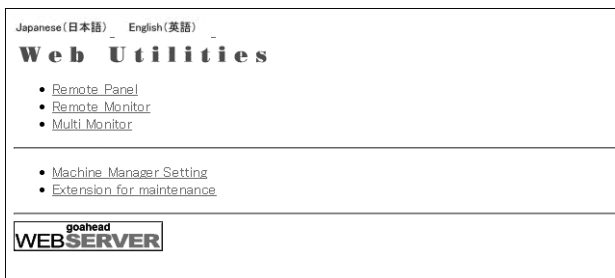 Japanese(日本語) English(英語)
Web Utilities
Remote Panel
Remote Monitor
Multi Monitor
Machine Manager Setting
Extension for maintenance
goahead
WEBSERVER